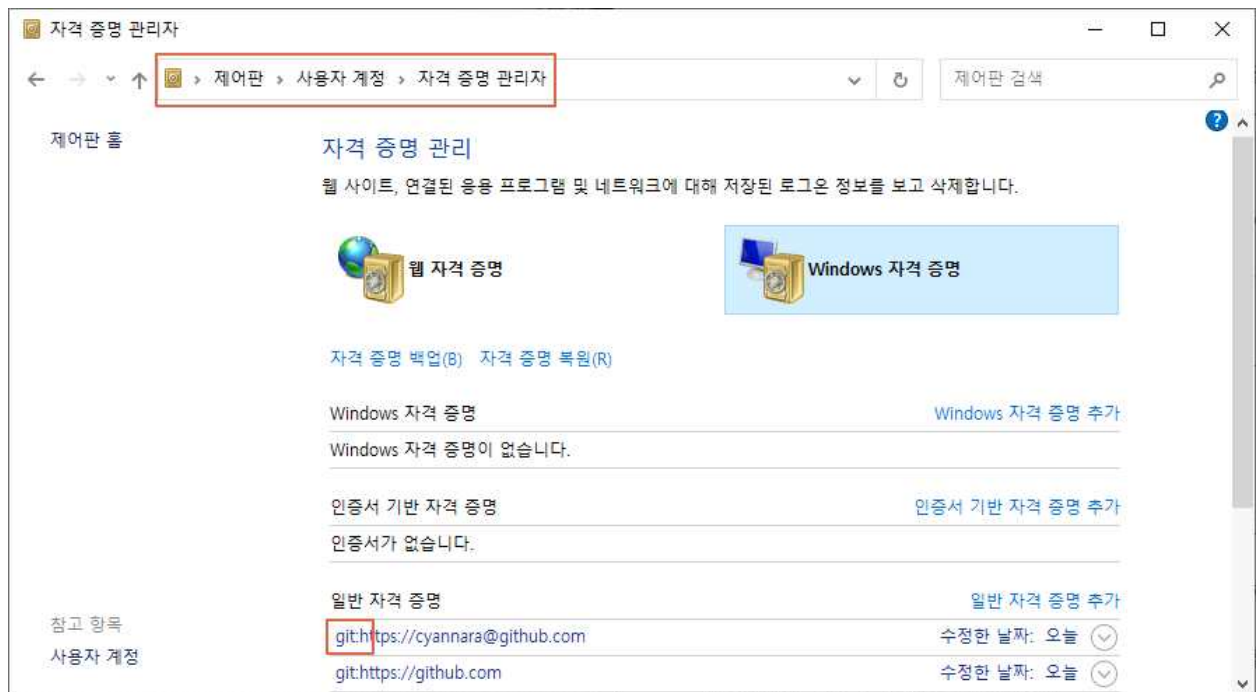 자격 증명 관리자
제어판 › 사용자 계정 › 자격 증명 관리자
제어판 검색
제어판 홈
자격 증명 관리
웹 사이트, 연결된 응용 프로그램 및 네트워크에 대해 저장된 로그온 정보를 보고 삭제합니다.
웹 자격 증명
Windows 자격 증명
자격 증명 백업(B) 자격 증명 복원(R)
Windows 자격 증명 Windows 자격 증명 추가
Windows 자격 증명이 없습니다.
인증서 기반 자격 증명 인증서 기반 자격 증명 추가
인증서가 없습니다.
일반 자격 증명 일반 자격 증명 추가
git:https://cyannara@github.com 수정한 날짜: 오늘
git:https://github.com 수정한 날짜: 오늘
참고 항목
사용자 계정